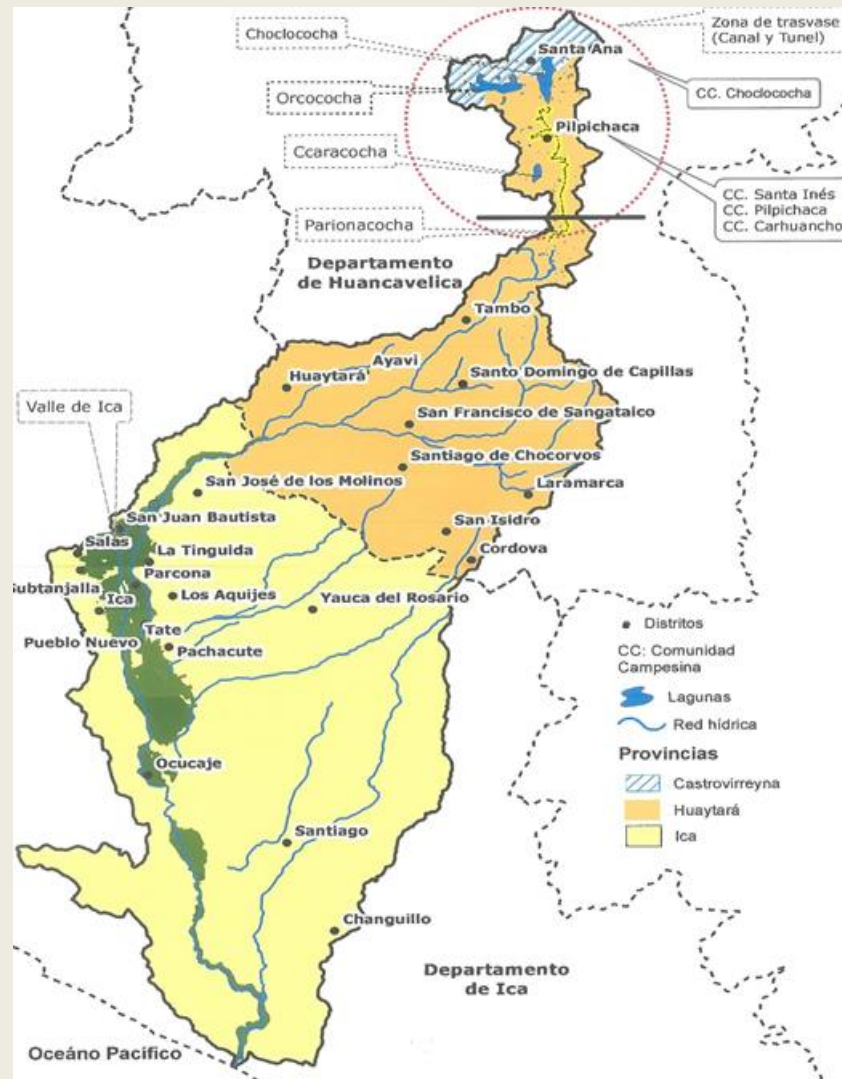 Choclococha
Zona de trasvase
(Canal y Tunel)
Santa Ana
Orcococha
CC. Choclococha
Pilpichaca
Ccaracocha
CC. Santa Inés
CC. Pilpichaca
CC. Carhuancho
Parionacocha
Departamento
de Huancavelica
Tambo
Ayavi
Huaytará
Santo Domingo de Capillas
Valle de Ica
San Francisco de Sangataico
Santiago de Chocorvos
San José de los Molinos
Laramarca
San Juan Bautista
San Isidro
Salas
La Tinguida
Cordova
Parcona
Subtanjalla
Ica
Los Aquijes
Yauca del Rosario
Pueblo Nuevo
Tate
Pachacute
Distritos
CC: Comunidad
Campesina
Lagunas
Red hídrica
Provincias
Castrovirreyna
Huaytará
Ica
Ocucaje
Santiago
Changuillo
Departamento
de Ica
Oceáno Pacífico